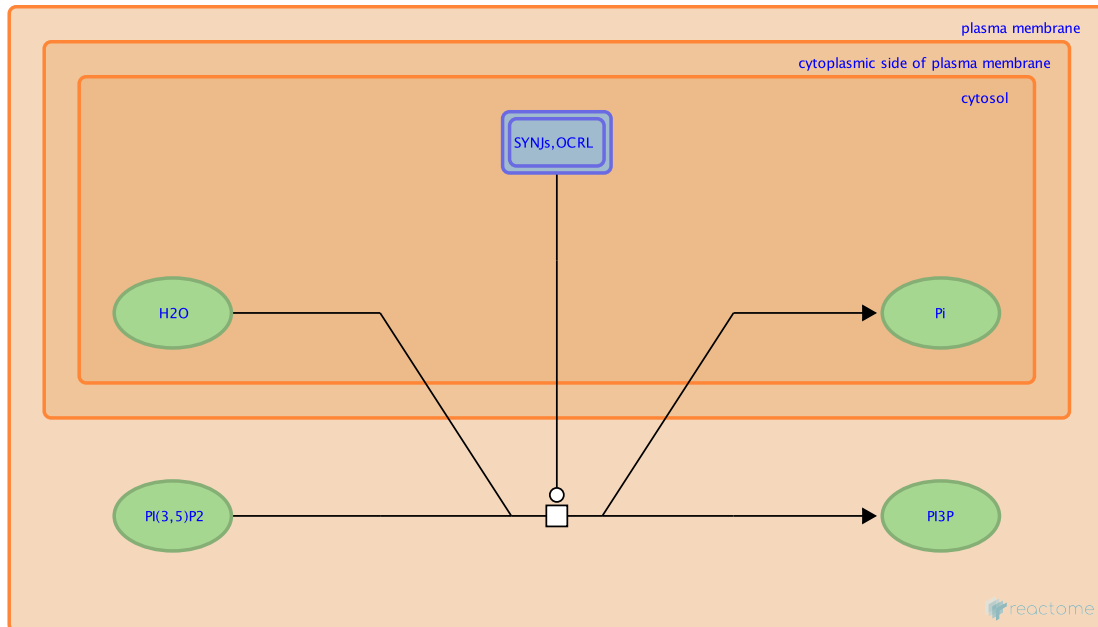 plasma membrane
cytoplasmic side of plasma membrane
cytosol
SYNJs,OCRL
H2O
Pi
PI(3,5)P2
PI3P
reactome